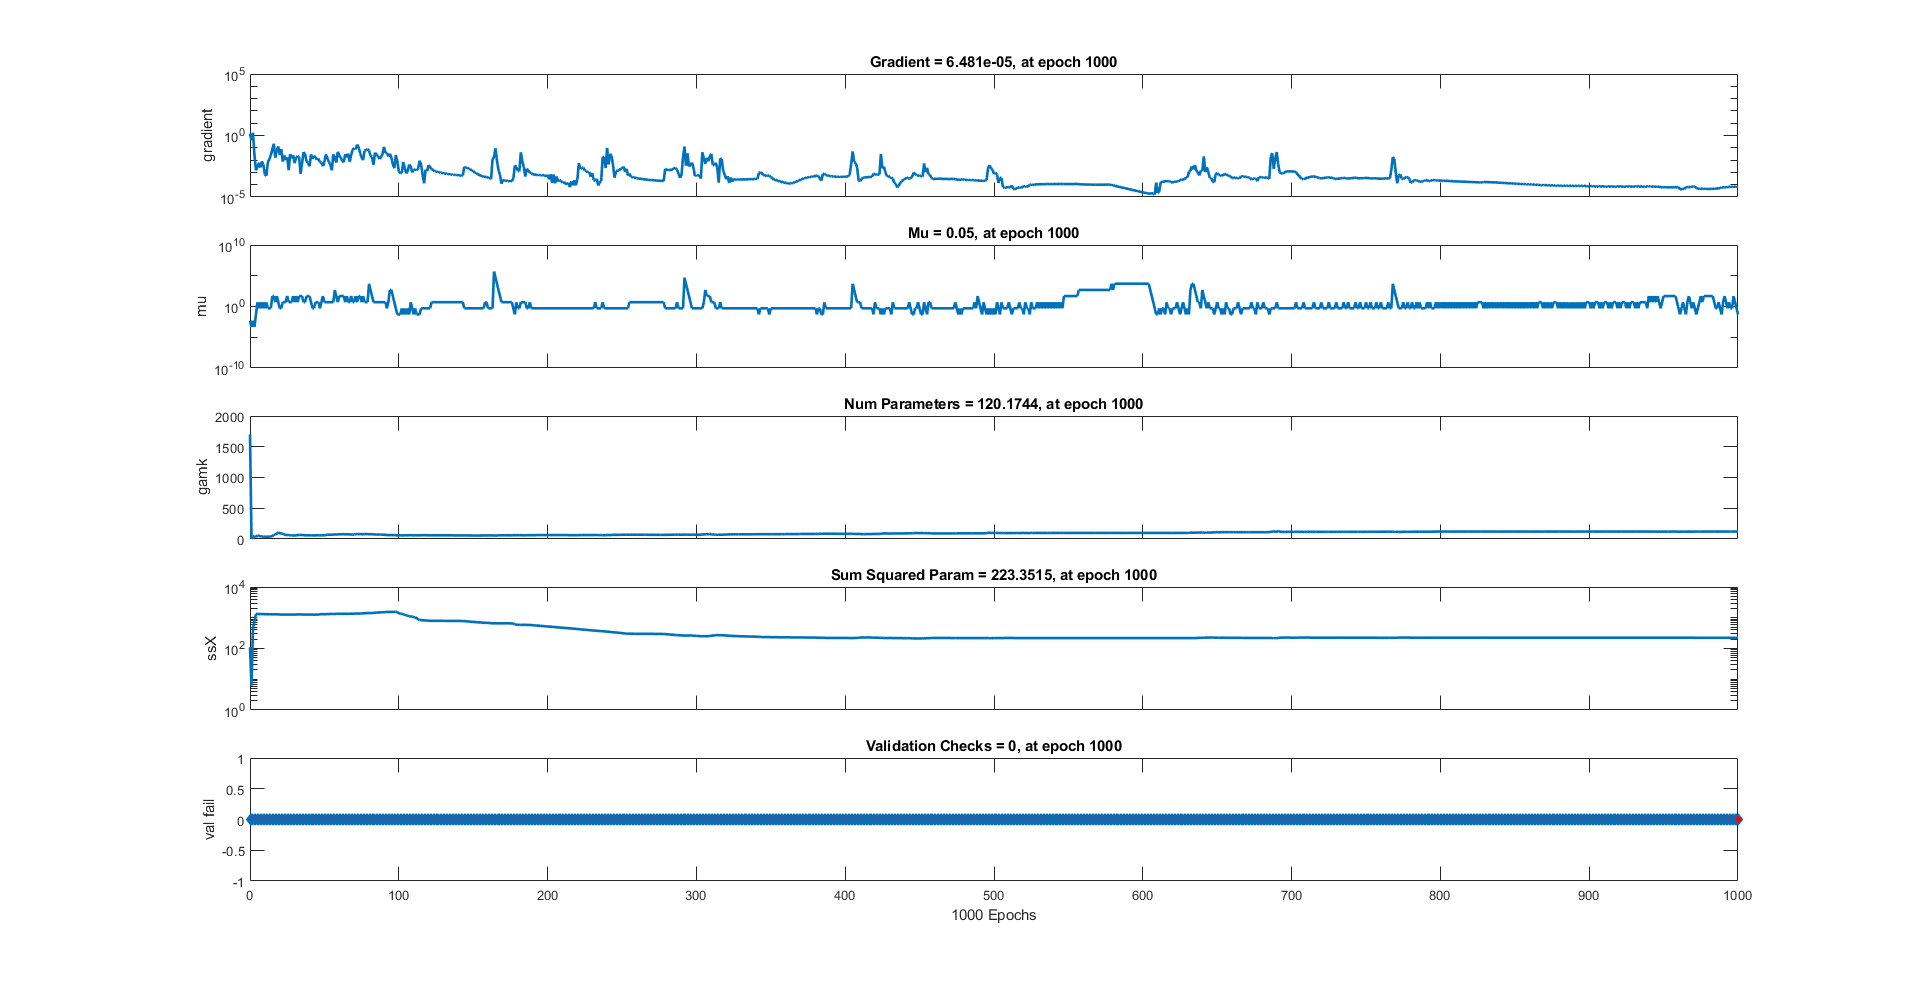 Gradient = 6.481e-05, at epoch 1000
10^5
10^0
10^-5
gradient
Mu = 0.05, at epoch 1000
10^10
10^0
10^-10
mu
Num Parameters = 120.1744, at epoch 1000
2000
1500
1000
500
0
gamk
Sum Squared Param = 223.3515, at epoch 1000
10^4
10^2
10^0
ssX
Validation Checks = 0, at epoch 1000
1
0.5
0
-0.5
-1
val fail
0 100 200 300 400 500 600 700 800 900 1000
1000 Epochs